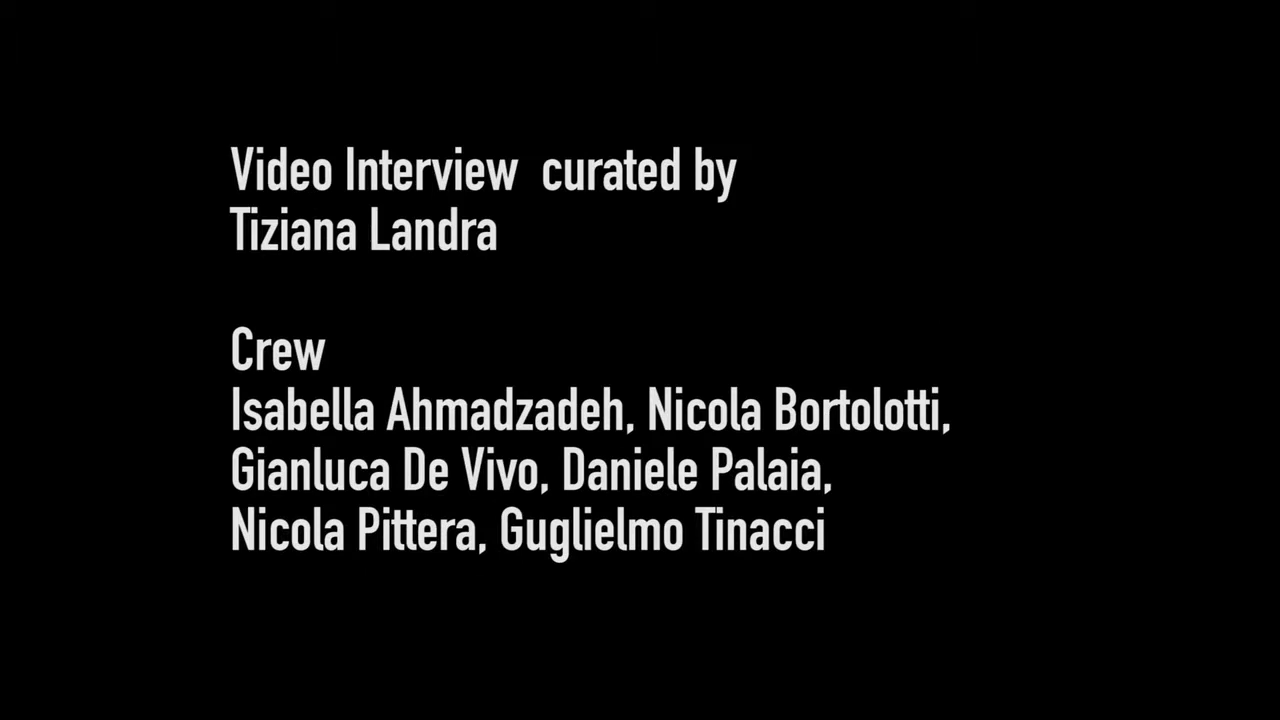 Video Interview  curated by
Tiziana Landra
Crew
Isabella Ahmadzadeh, Nicola Bortolotti,
Gianluca De Vivo, Daniele Palaia,
Nicola Pittera, Guglielmo Tinacci